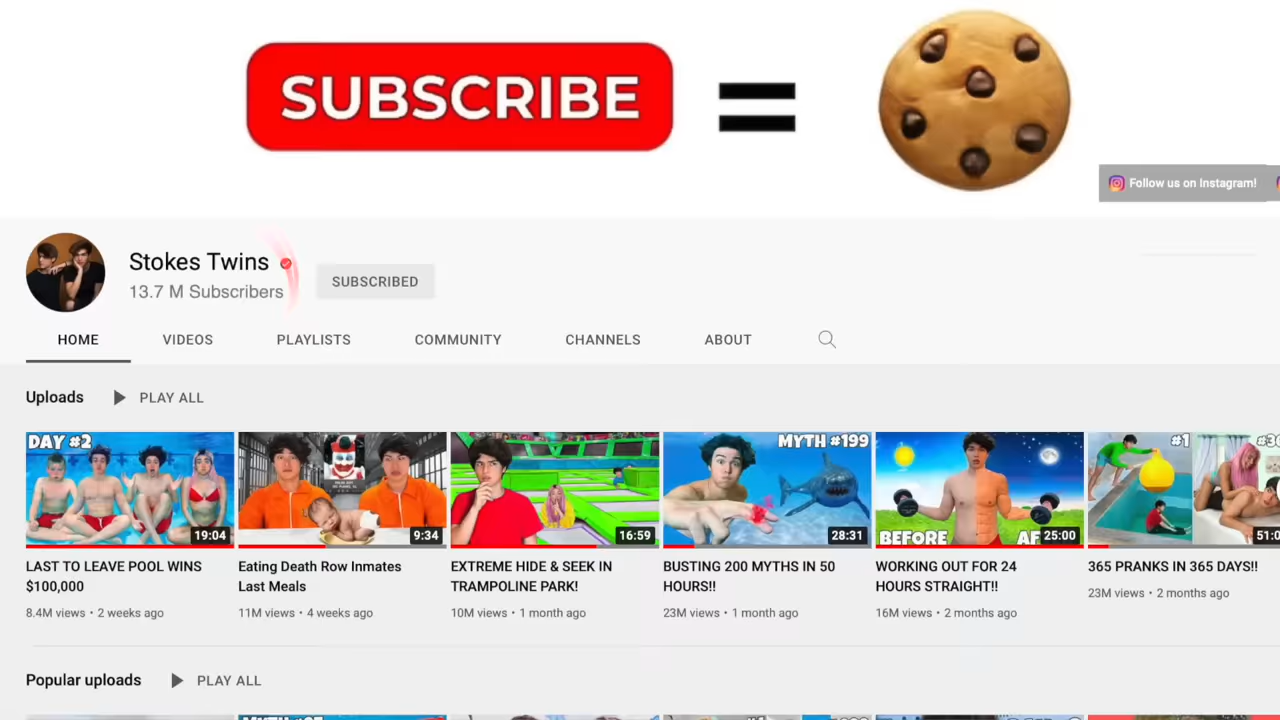 SUBSCRIBE =
Follow us on Instagram!
Stokes Twins
13.7 M Subscribers
SUBSCRIBED
HOME VIDEOS PLAYLISTS COMMUNITY CHANNELS ABOUT
Uploads PLAY ALL
DAY #2
19:04
9:34
16:59
MYTH #199
28:31
BEFORE
25:00
#1
LAST TO LEAVE POOL WINS
$100,000
8.4M views • 2 weeks ago
Eating Death Row Inmates
Last Meals
11M views • 4 weeks ago
EXTREME HIDE & SEEK IN
TRAMPOLINE PARK!
10M views • 1 month ago
BUSTING 200 MYTHS IN 50
HOURS!!
23M views • 1 month ago
WORKING OUT FOR 24
HOURS STRAIGHT!!
16M views • 2 months ago
365 PRANKS IN 365 DAYS!!
23M views • 2 months ago
Popular uploads PLAY ALL